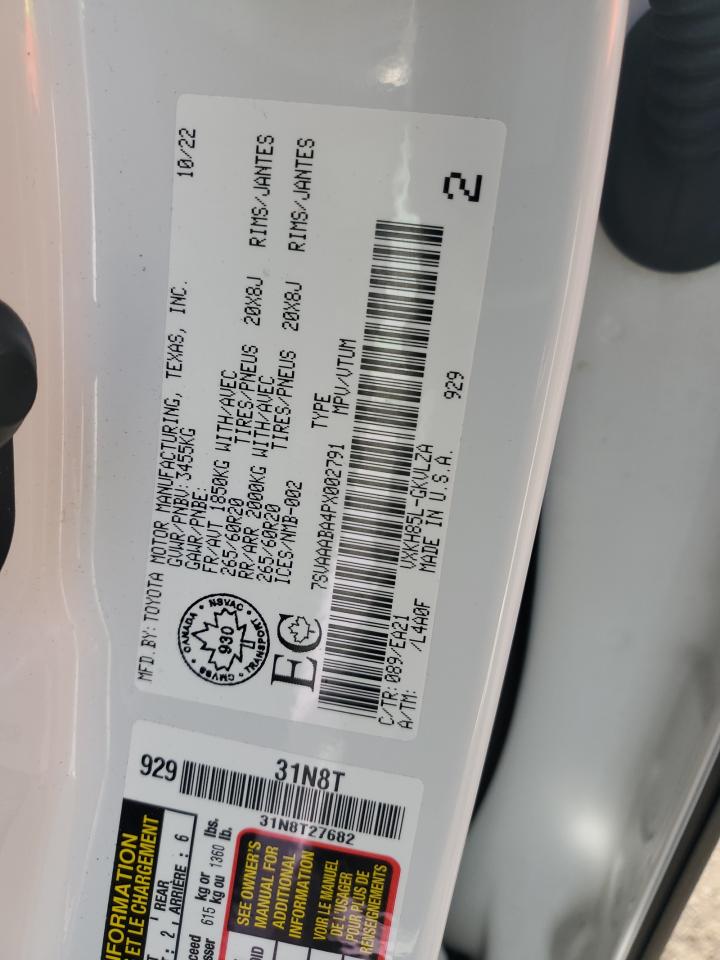 MFD. BY: TOYOTA MOTOR MANUFACTURING, TEXAS, INC. 10/22
GVWR/PNBV: 3455KG
GAWR/PNBE:
FR/AVT 1850KG WITH/AVEC
265/60R20 TIRES/PNEUS 20X8J RIMS/JANTES
RR/ARR 2000KG WITH/AVEC
265/60R20 TIRES/PNEUS 20X8J RIMS/JANTES
ICES/NMB-002
CANADA
NSVAC
930
TRANSPORT
CMVSS
EC
7SVAAABA4PX002791 TYPE
MPV/VTUM
C/TR: 089/EA21 VXKH85L-GKVLZA 929
A/TM: /L4A0F MADE IN U.S.A.
2
929 31N8T
31N8T27682
INFORMATION
ET LE CHARGEMENT
: 2 REAR
ARRIÈRE : 6
615 kg or 1360 lbs.
kg ou lb.
SEE OWNER'S
MANUAL FOR
ADDITIONAL
INFORMATION
VOIR LE MANUEL
DE L'USAGER
POUR PLUS DE
RENSEIGNEMENTS